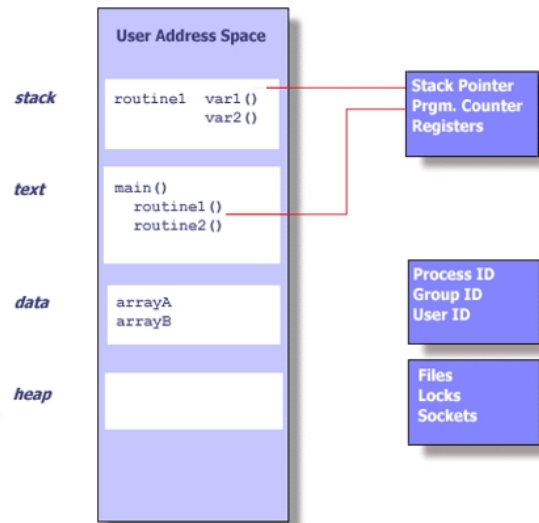 User Address Space
stack
routine1 var1()
var2()
text
main()
routine1()
routine2()
data
arrayA
arrayB
heap
Stack Pointer
Prgm. Counter
Registers
Process ID
Group ID
User ID
Files
Locks
Sockets